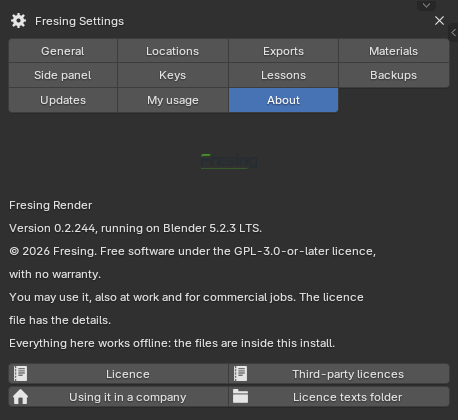 Fresing Settings
General Locations Exports Materials
Side panel Keys Lessons Backups
Updates My usage About
Fresing
Fresing Render
Version 0.2.244, running on Blender 5.2.3 LTS.
© 2026 Fresing. Free software under the GPL-3.0-or-later licence,
with no warranty.
You may use it, also at work and for commercial jobs. The licence
file has the details.
Everything here works offline: the files are inside this install.
Licence Third-party licences
Using it in a company Licence texts folder